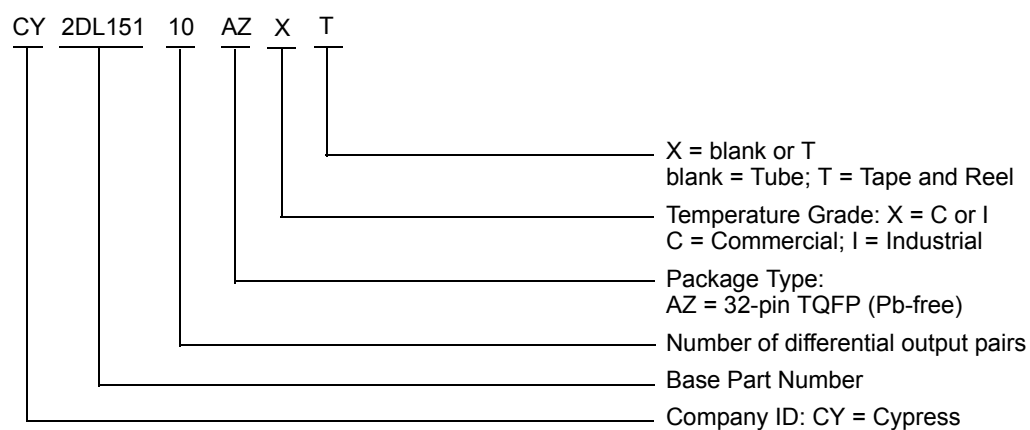 CY 2DL151 10 AZ X T
X = blank or T
blank = Tube; T = Tape and Reel
Temperature Grade: X = C or I
C = Commercial; I = Industrial
Package Type:
AZ = 32-pin TQFP (Pb-free)
Number of differential output pairs
Base Part Number
Company ID: CY = Cypress